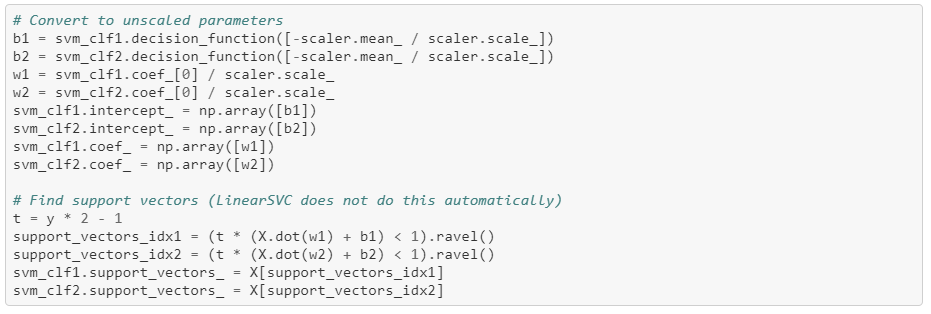 # Convert to unscaled parameters
b1 = svm_clf1.decision_function([-scaler.mean_ / scaler.scale_])
b2 = svm_clf2.decision_function([-scaler.mean_ / scaler.scale_])
w1 = svm_clf1.coef_[0] / scaler.scale_
w2 = svm_clf2.coef_[0] / scaler.scale_
svm_clf1.intercept_ = np.array([b1])
svm_clf2.intercept_ = np.array([b2])
svm_clf1.coef_ = np.array([w1])
svm_clf2.coef_ = np.array([w2])

# Find support vectors (LinearSVC does not do this automatically)
t = y * 2 - 1
support_vectors_idx1 = (t * (X.dot(w1) + b1) < 1).ravel()
support_vectors_idx2 = (t * (X.dot(w2) + b2) < 1).ravel()
svm_clf1.support_vectors_ = X[support_vectors_idx1]
svm_clf2.support_vectors_ = X[support_vectors_idx2]